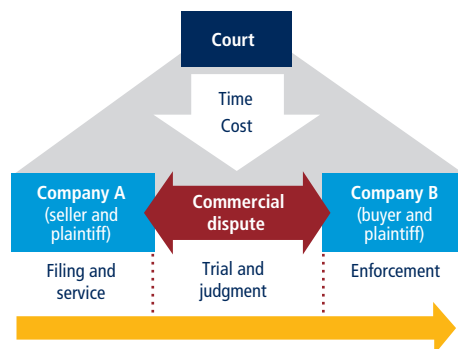 Court
Time
Cost
Company A
(seller and
plaintiff)
Commercial
dispute
Company B
(buyer and
plaintiff)
Filing and
service
Trial and
judgment
Enforcement